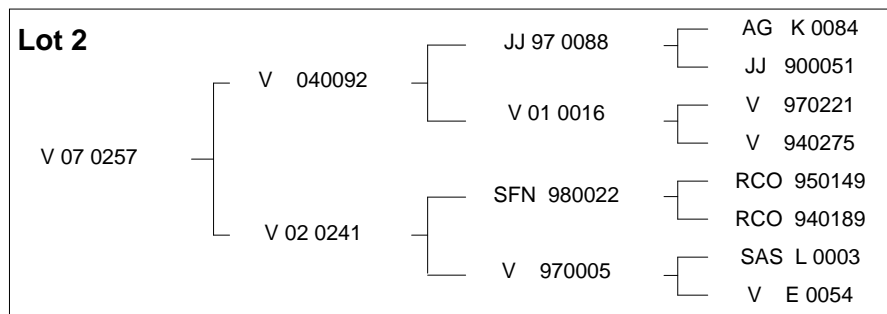 Lot 2
AG K 0084
JJ 97 0088
JJ 900051
V 040092
V 970221
V 01 0016
V 940275
V 07 0257
RCO 950149
SFN 980022
RCO 940189
V 02 0241
SAS L 0003
V 970005
V E 0054